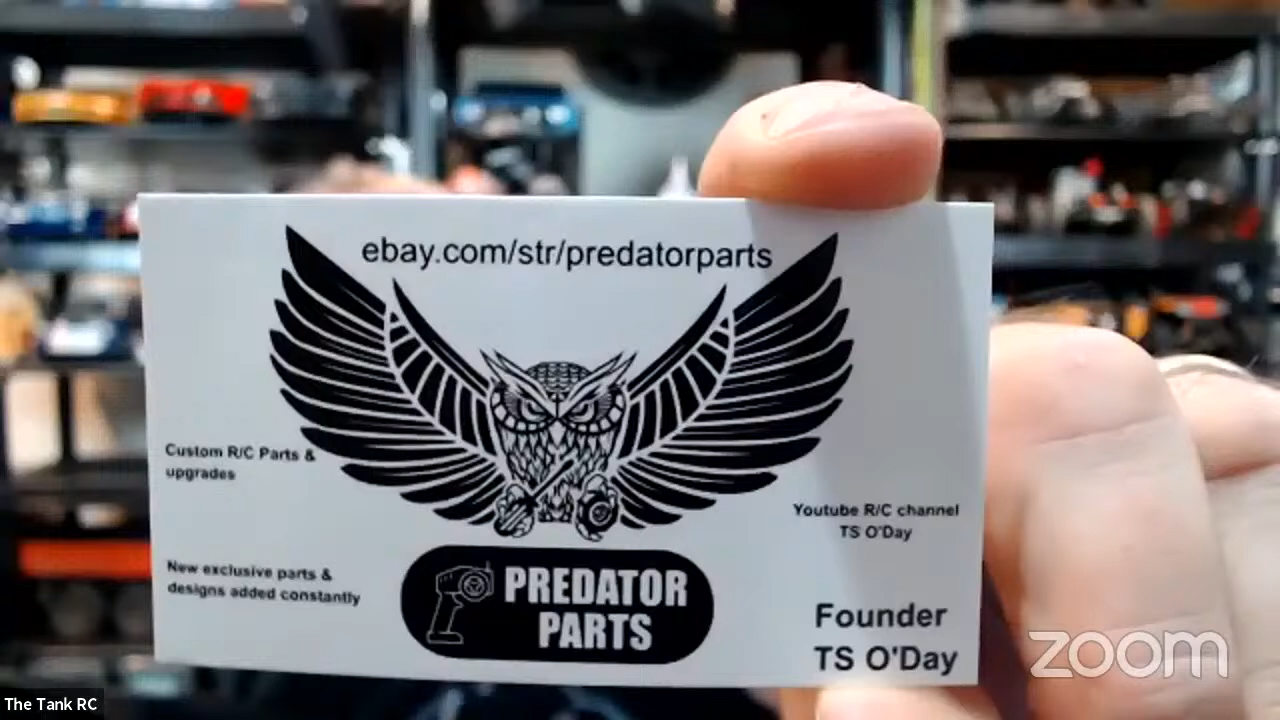 ebay.com/str/predatorparts
Custom R/C Parts &
upgrades
New exclusive parts &
designs added constantly
PREDATOR
PARTS
Youtube R/C channel
TS O'Day
Founder
TS O'Day
zoom
The Tank RC